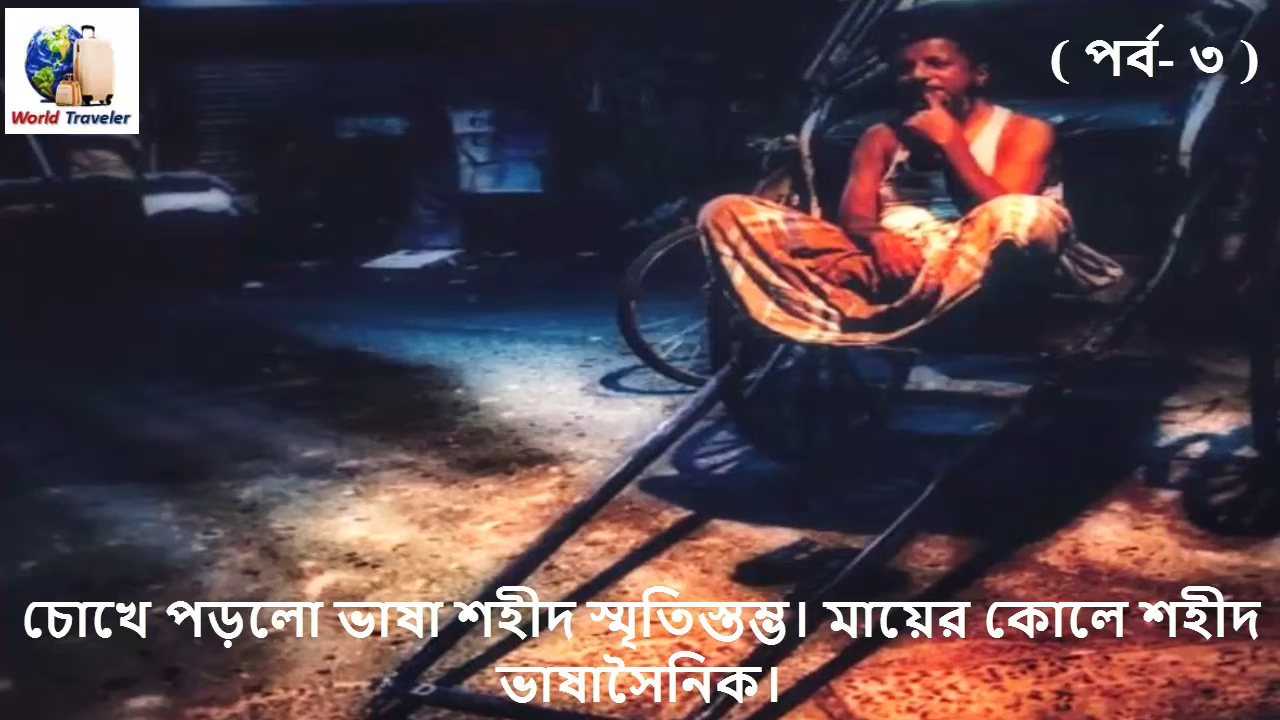 World Traveler
( পর্ব- ৩ )
চোখে পড়লো ভাষা শহীদ স্মৃতিস্তম্ভ। মায়ের কোলে শহীদ
ভাষাসৈনিক।